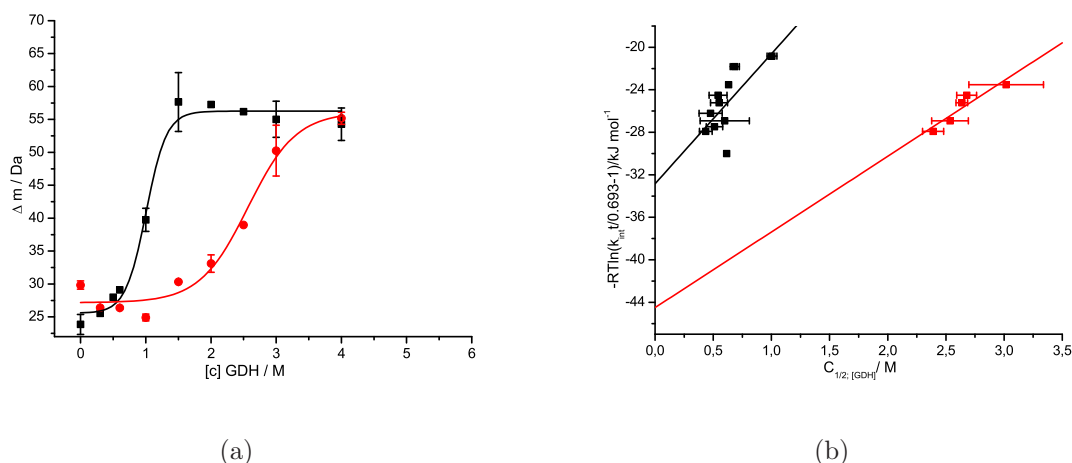 70
65
60
55
50
45
40
35
30
25
Δ m / Da
0 1 2 3 4 5 6
[c] GDH / M
(a)
-20
-24
-28
-32
-36
-40
-44
-RTln(k_int t/0.693-1)/kJ mol⁻¹
0,0 0,5 1,0 1,5 2,0 2,5 3,0 3,5
C_1/2; [GDH]/ M
(b)